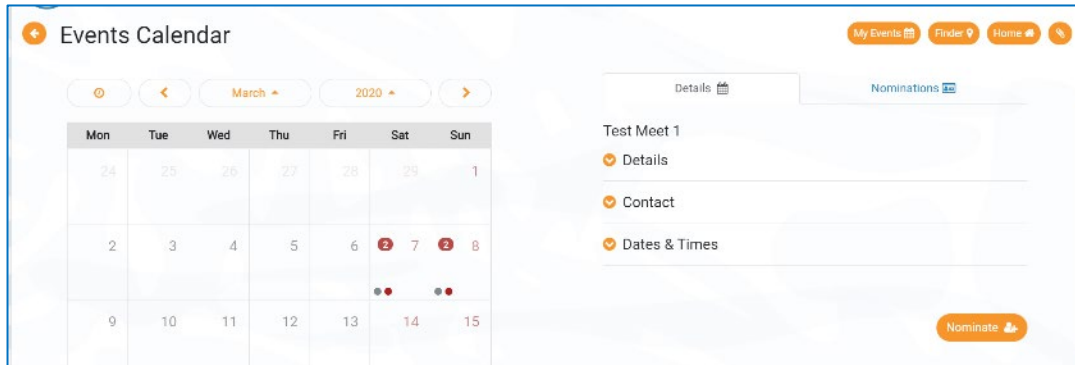 Events Calendar
My Events
Finder
Home
March
2020
Mon Tue Wed Thu Fri Sat Sun
24 25 26 27 28 29 1
2 3 4 5 6 2 7 2 8
9 10 11 12 13 14 15
Details
Nominations
Test Meet 1
Details
Contact
Dates & Times
Nominate